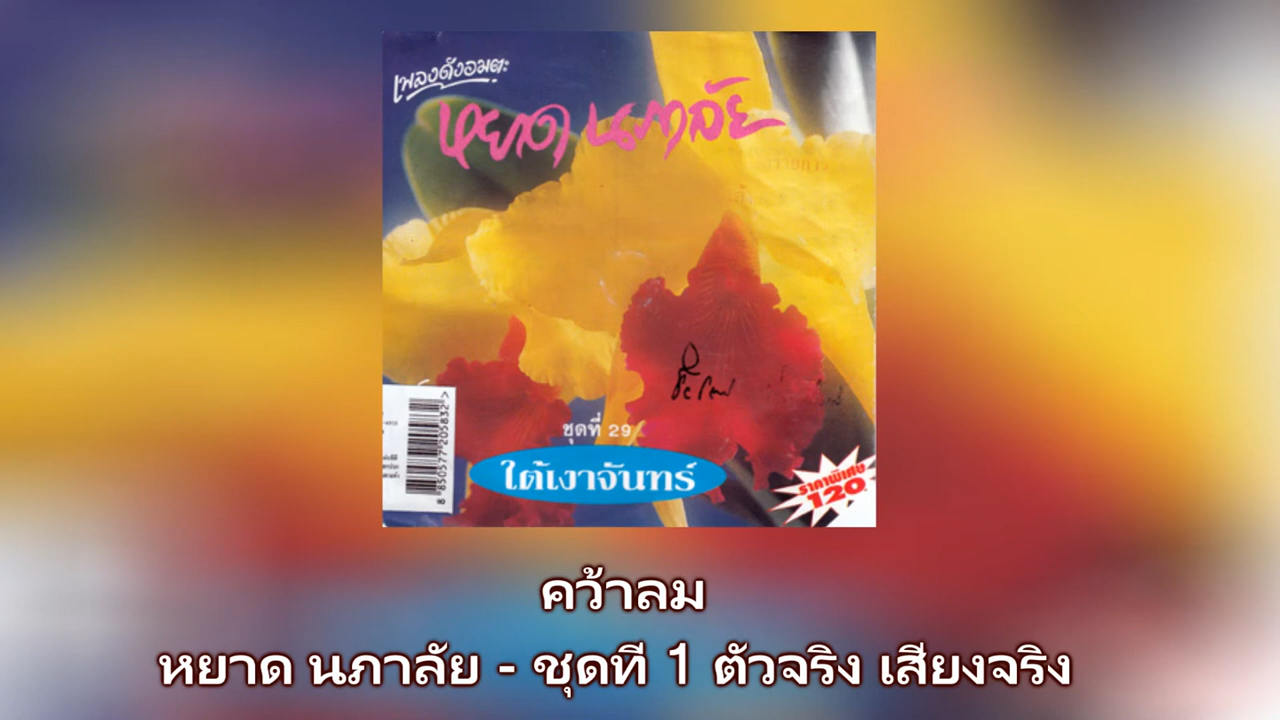 เพลงดังอมตะ
หยาด นภาลัย
ชุดที่ 29
ใต้เงาจันทร์
ราคาพิเศษ
120
8 850577 205832 >
คว้าลม
หยาด นภาลัย - ชุดที 1 ตัวจริง เสียงจริง